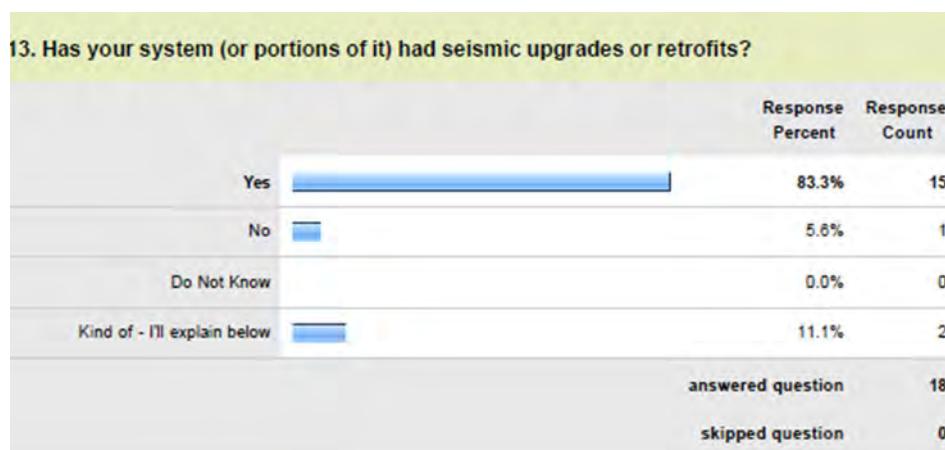 13. Has your system (or portions of it) had seismic upgrades or retrofits?
Response Response
Percent Count
Yes 83.3% 15
No 5.6% 1
Do Not Know 0.0% 0
Kind of - I'll explain below 11.1% 2
answered question 18
skipped question 0